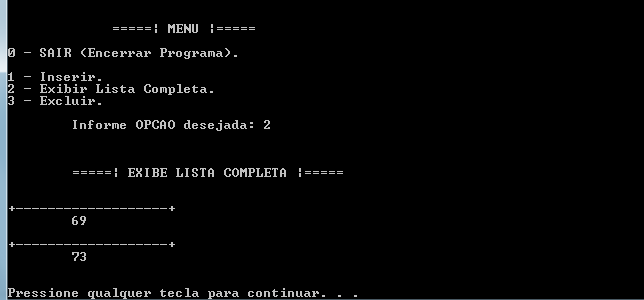 =====¦ MENU ¦=====
0 - SAIR (Encerrar Programa).
1 - Inserir.
2 - Exibir Lista Completa.
3 - Excluir.
Informe OPCAO desejada: 2
=====¦ EXIBE LISTA COMPLETA ¦=====
+-------------------+
69
+-------------------+
73
Pressione qualquer tecla para continuar. . .